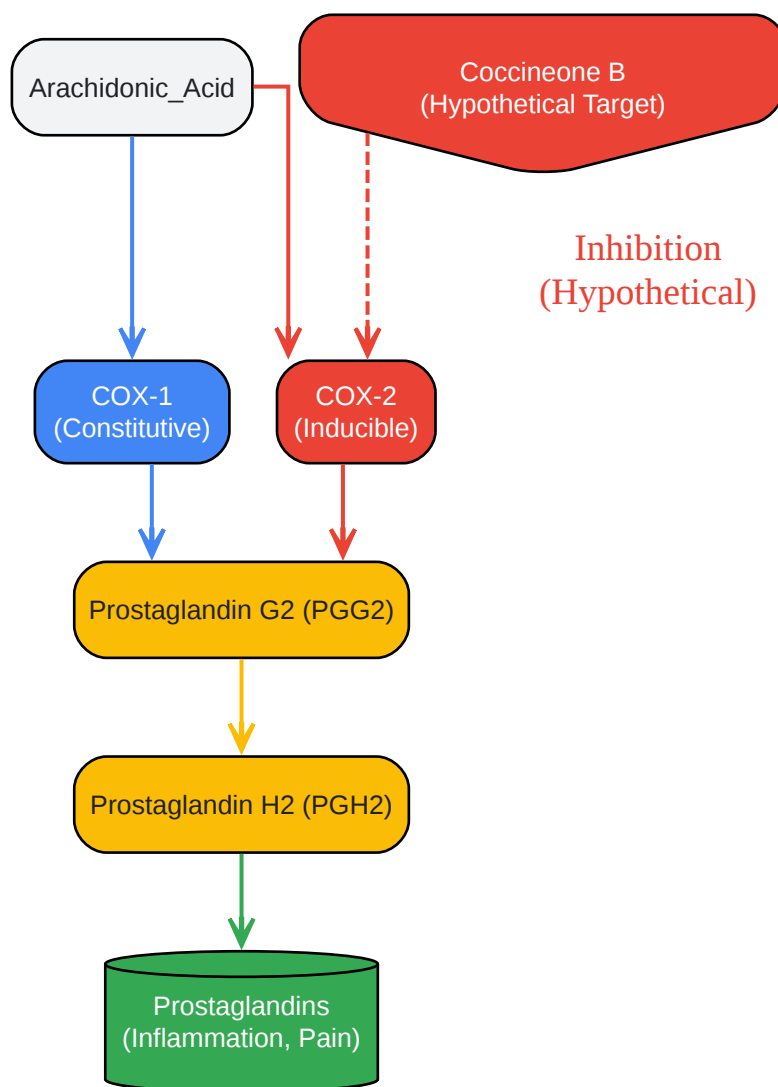 Arachidonic_Acid
Coccineone B
(Hypothetical Target)
Inhibition
(Hypothetical)
COX-1
(Constitutive)
COX-2
(Inducible)
Prostaglandin G2 (PGG2)
Prostaglandin H2 (PGH2)
Prostaglandins
(Inflammation, Pain)